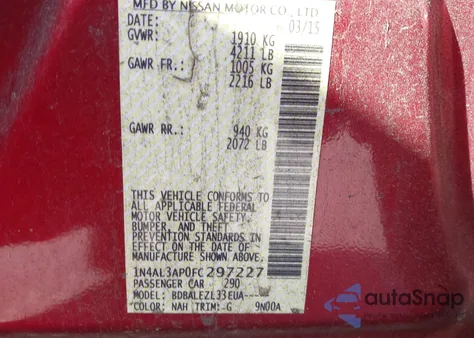 MFD BY NISSAN MOTOR CO., LTD.
DATE: 03/15
GVWR: 1910 KG
4211 LB
GAWR FR.: 1005 KG
2216 LB
GAWR RR.: 940 KG
2072 LB
THIS VEHICLE CONFORMS TO
ALL APPLICABLE FEDERAL
MOTOR VEHICLE SAFETY,
BUMPER, AND THEFT
PREVENTION STANDARDS
IN EFFECT ON THE DATE OF
MANUFACTURE SHOWN ABOVE.
1N4AL3AP0FC297227
PASSENGER CAR 290
MODEL: BDBALEZL33EUA-----
COLOR: NAH TRIM: G 9N00A
autoSnap